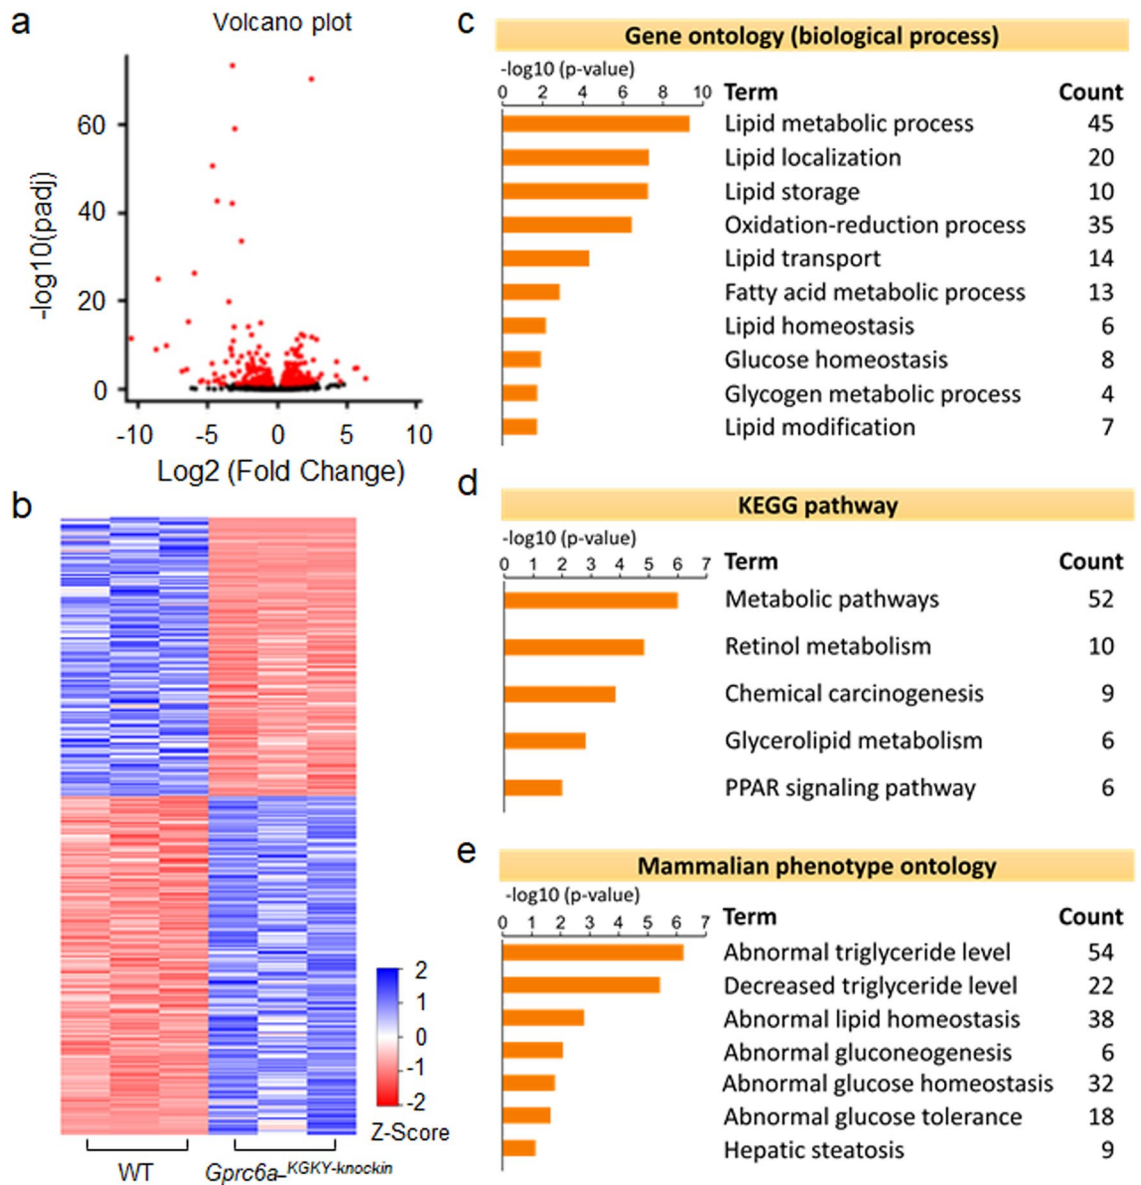 a
Volcano plot
-log10(padj)
60
40
20
0
-10 -5 0 5 10
Log2 (Fold Change)
b
2
1
0
-1
-2
Z-Score
WT
Gprc6a-KGKY-knockin
c
Gene ontology (biological process)
-log10 (p-value)
0 2 4 6 8 10 Term Count
Lipid metabolic process 45
Lipid localization 20
Lipid storage 10
Oxidation-reduction process 35
Lipid transport 14
Fatty acid metabolic process 13
Lipid homeostasis 6
Glucose homeostasis 8
Glycogen metabolic process 4
Lipid modification 7
d
KEGG pathway
-log10 (p-value)
0 1 2 3 4 5 6 7 Term Count
Metabolic pathways 52
Retinol metabolism 10
Chemical carcinogenesis 9
Glycerolipid metabolism 6
PPAR signaling pathway 6
e
Mammalian phenotype ontology
-log10 (p-value)
0 1 2 3 4 5 6 7 Term Count
Abnormal triglyceride level 54
Decreased triglyceride level 22
Abnormal lipid homeostasis 38
Abnormal gluconeogenesis 6
Abnormal glucose homeostasis 32
Abnormal glucose tolerance 18
Hepatic steatosis 9